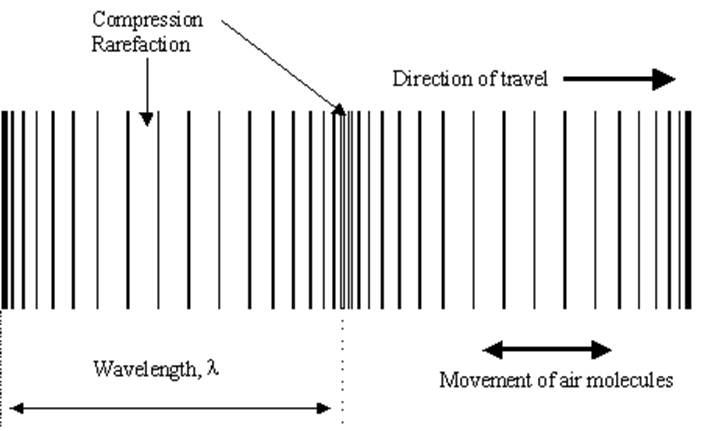 Compression
Rarefaction
Direction of travel
Wavelength, λ
Movement of air molecules